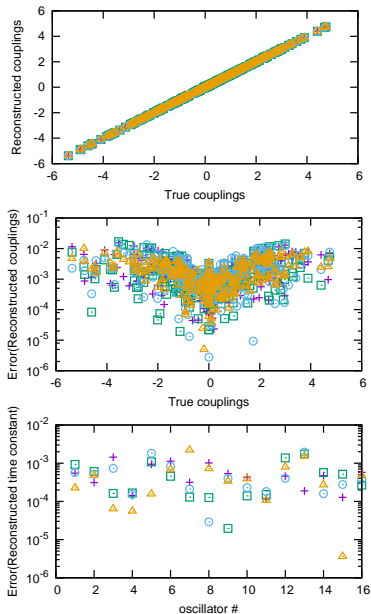 Reconstructed couplings
6
4
2
0
-2
-4
-6
-6 -4 -2 0 2 4 6
True couplings
Error(Reconstructed couplings)
10-1
10-2
10-3
10-4
10-5
10-6
-6 -4 -2 0 2 4 6
True couplings
Error(Reconstructed time constant)
10-2
10-3
10-4
10-5
10-6
0 2 4 6 8 10 12 14 16
oscillator #